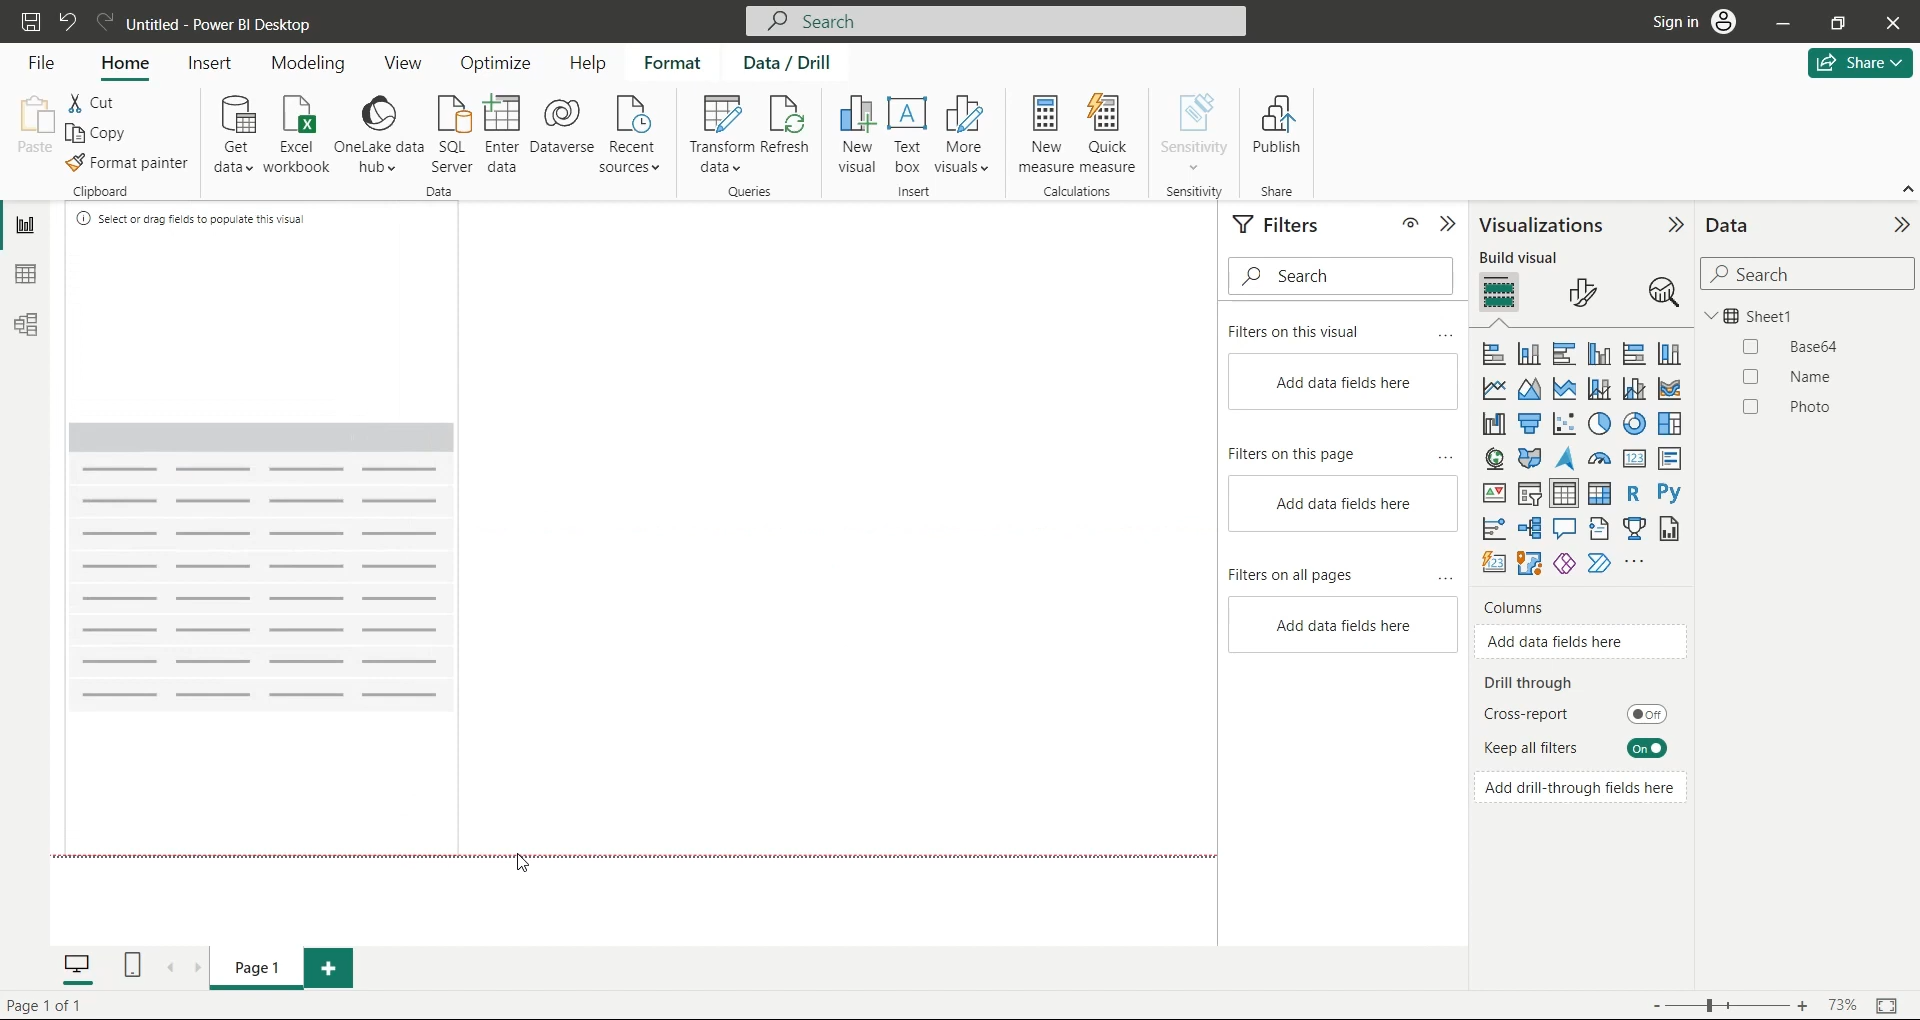 Untitled - Power BI Desktop
Search
Sign in
File
Home
Insert
Modeling
View
Optimize
Help
Format
Data / Drill
Share
Paste
Cut
Copy
Format painter
Clipboard
Get data
Excel workbook
OneLake data hub
SQL Server
Enter data
Dataverse
Recent sources
Data
Transform data
Refresh
Queries
New visual
A
Text box
More visuals
Insert
New measure
Quick measure
Calculations
Sensitivity
Sensitivity
Publish
Share
Select or drag fields to populate this visual
Filters
Search
Filters on this visual
...
Add data fields here
Filters on this page
...
Add data fields here
Filters on all pages
...
Add data fields here
Visualizations
Build visual
123
R
Py
123
...
Columns
Add data fields here
Drill through
Cross-report
Off
Keep all filters
On
Add drill-through fields here
Data
Search
Sheet1
Base64
Name
Photo
Page 1
+
Page 1 of 1
-
+
73%